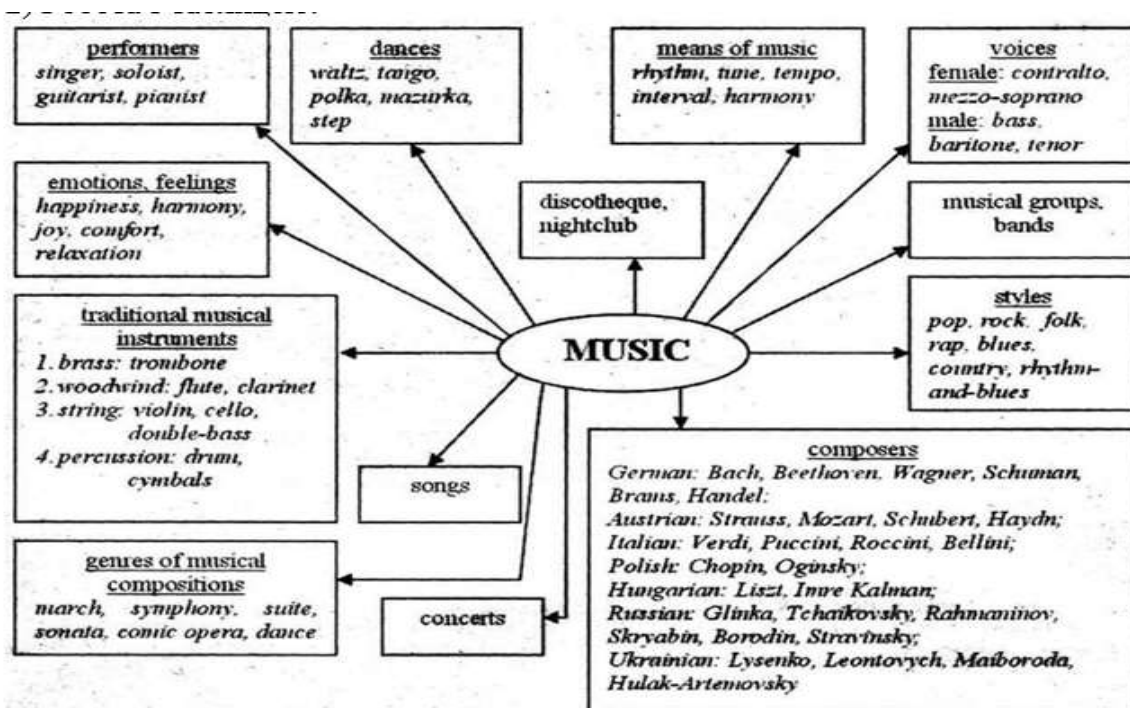 performers
singer, soloist,
guitarist, pianist
dances
waltz, tango,
polka, mazurka,
step
means of music
rhythm, tune, tempo,
interval, harmony
voices
female: contralto,
mezzo-soprano
male: bass,
baritone, tenor
emotions, feelings
happiness, harmony,
joy, comfort,
relaxation
discotheque,
nightclub
musical groups,
bands
traditional musical
instruments
1. brass: trombone
2. woodwind: flute, clarinet
3. string: violin, cello,
double-bass
4. percussion: drum,
cymbals
MUSIC
styles
pop, rock, folk,
rap, blues,
country, rhythm-
and-blues
songs
composers
German: Bach, Beethoven, Wagner, Schuman,
Brams, Handel;
Austrian: Strauss, Mozart, Schubert, Haydn;
Italian: Verdi, Puccini, Roccini, Bellini;
Polish: Chopin, Oginsky;
Hungarian: Liszt, Imre Kalman;
Russian: Glinka, Tchaikovsky, Rahmaninov,
Skryabin, Borodin, Stravinsky;
Ukrainian: Lysenko, Leontovych, Maiboroda,
Hulak-Artemovsky
genres of musical
compositions
march, symphony, suite,
sonata, comic opera, dance
concerts